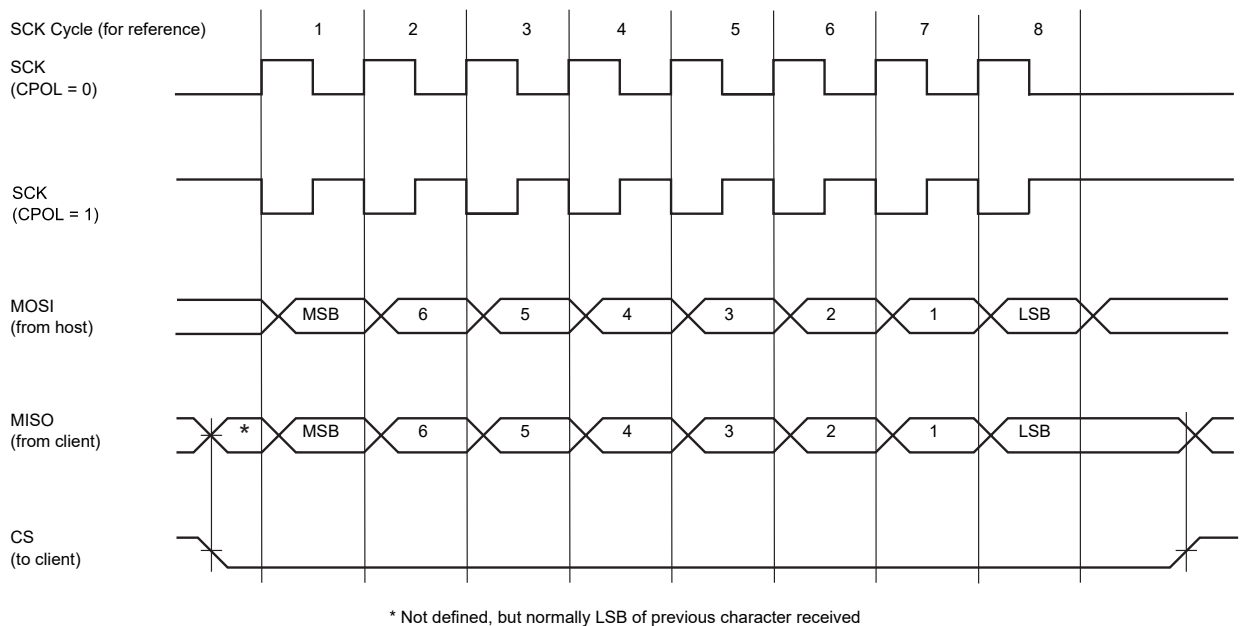 SCK Cycle (for reference) 1 2 3 4 5 6 7 8
SCK
(CPOL = 0)
SCK
(CPOL = 1)
MOSI
(from host)
MSB 6 5 4 3 2 1 LSB
MISO
(from client)
* MSB 6 5 4 3 2 1 LSB
CS
(to client)
* Not defined, but normally LSB of previous character received